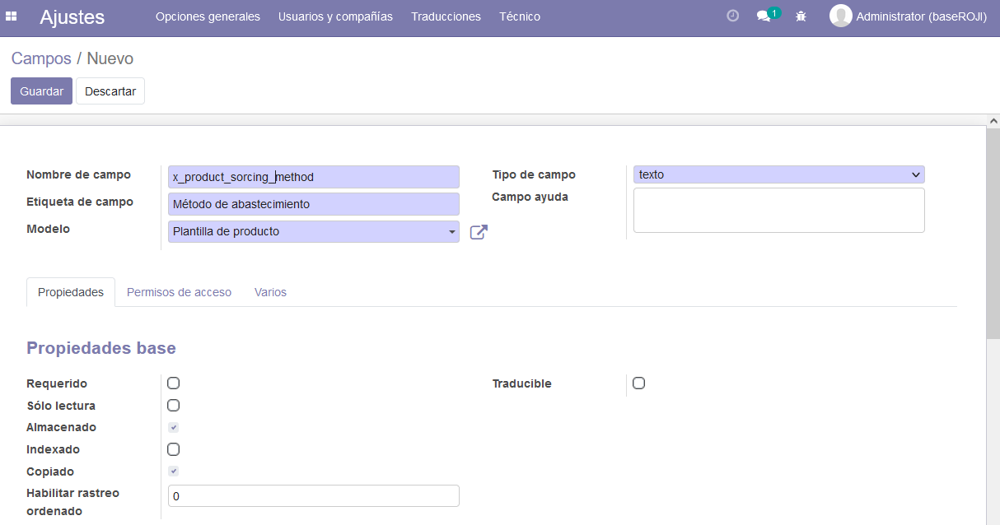 Ajustes Opciones generales Usuarios y compañías Traducciones Técnico 1 Administrator (baseROJI)
Campos / Nuevo
Guardar Descartar
Nombre de campo x_product_sorcing_method Tipo de campo texto
Etiqueta de campo Método de abastecimiento Campo ayuda
Modelo Plantilla de producto
Propiedades Permisos de acceso Varios
Propiedades base
Requerido Traducible
Sólo lectura
Almacenado
Indexado
Copiado
Habilitar rastreo 0
ordenado